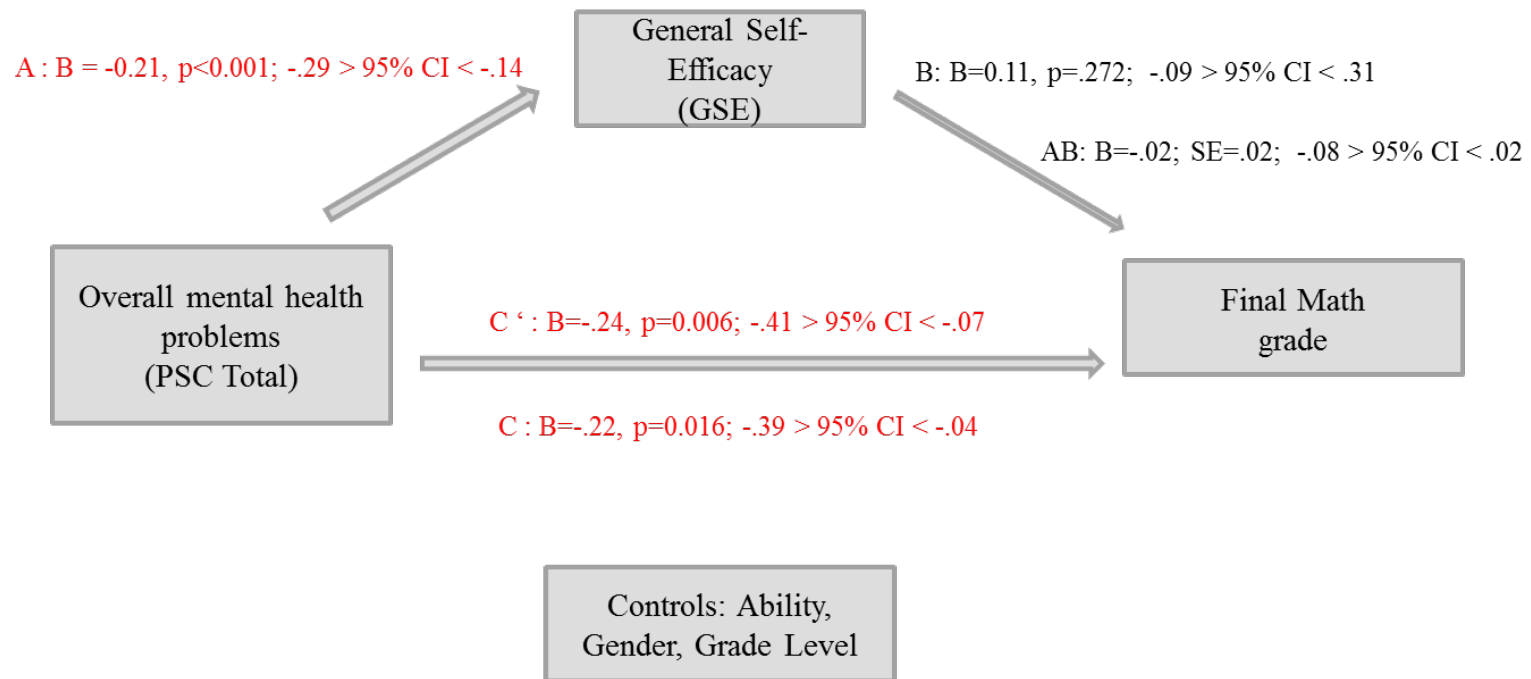 General Self-
Efficacy
(GSE)
A : B = -0.21, p<0.001; -.29 > 95% CI < -.14
B: B=0.11, p=.272; -.09 > 95% CI < .31
AB: B=-.02; SE=.02; -.08 > 95% CI < .02
Overall mental health
problems
(PSC Total)
C ‘ : B=-.24, p=0.006; -.41 > 95% CI < -.07
Final Math
grade
C : B=-.22, p=0.016; -.39 > 95% CI < -.04
Controls: Ability,
Gender, Grade Level